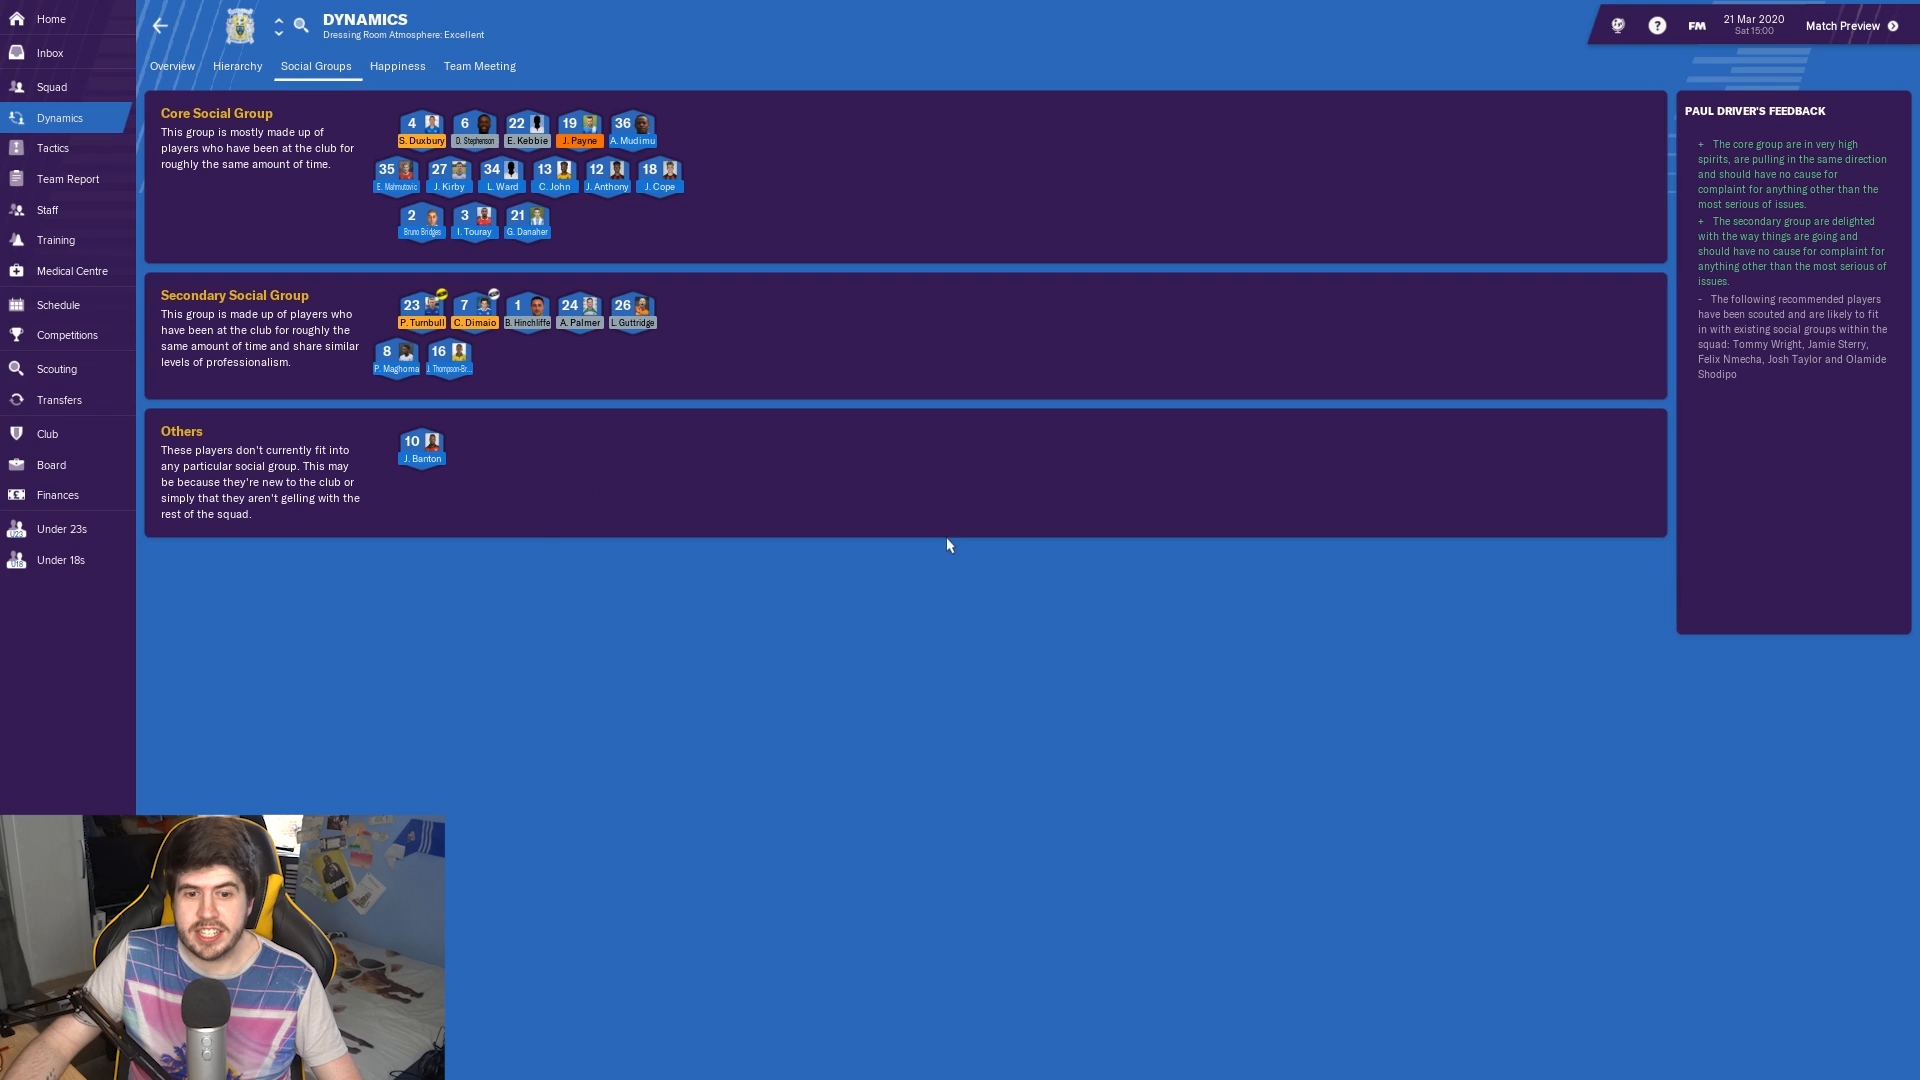 Home
Inbox
Squad
Dynamics
Tactics
Team Report
Staff
Training
Medical Centre
Schedule
Competitions
Scouting
Transfers
Club
Board
Finances
Under 23s
Under 18s
DYNAMICS
Dressing Room Atmosphere: Excellent
FM
21 Mar 2020
Sat 15:00
Match Preview
Overview Hierarchy Social Groups Happiness Team Meeting
Core Social Group
This group is mostly made up of
players who have been at the club for
roughly the same amount of time.
4 6 22 19 36
S. Duxbury D. Stephenson E. Kebbie J. Payne A. Mudimu
35 27 34 13 12 18
E. Mahmutovic J. Kirby L. Ward C. John J. Anthony J. Cope
2 3 21
Bruno Bridges I. Touray G. Danaher
Secondary Social Group
This group is made up of players who
have been at the club for roughly the
same amount of time and share similar
levels of professionalism.
23 7 1 24 26
P. Turnbull C. Dimaio B. Hinchliffe A. Palmer L. Guttridge
8 16
P. Maghoma J. Thompson-Br...
Others
These players don't currently fit into
any particular social group. This may
be because they're new to the club or
simply that they aren't gelling with the
rest of the squad.
10
J. Banton
PAUL DRIVER'S FEEDBACK
+ The core group are in very high
spirits, are pulling in the same direction
and should have no cause for
complaint for anything other than the
most serious of issues.
+ The secondary group are delighted
with the way things are going and
should have no cause for complaint for
anything other than the most serious of
issues.
- The following recommended players
have been scouted and are likely to fit
in with existing social groups within the
squad: Tommy Wright, Jamie Sterry,
Felix Nmecha, Josh Taylor and Olamide
Shodipo